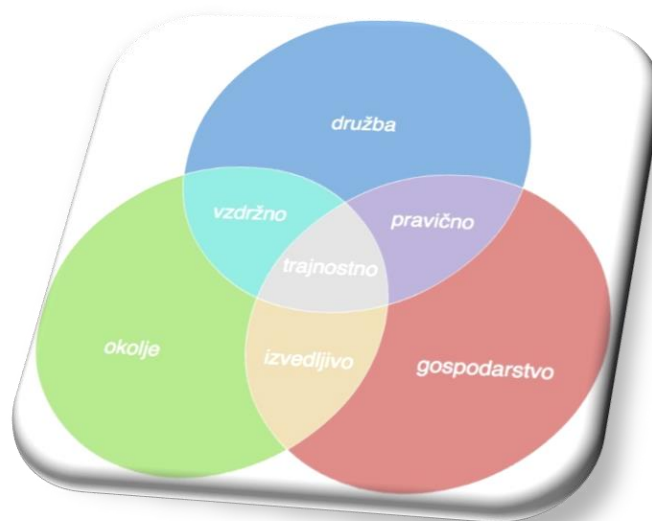 družba
vzdržno
pravično
trajnostno
okolje
izvedljivo
gospodarstvo